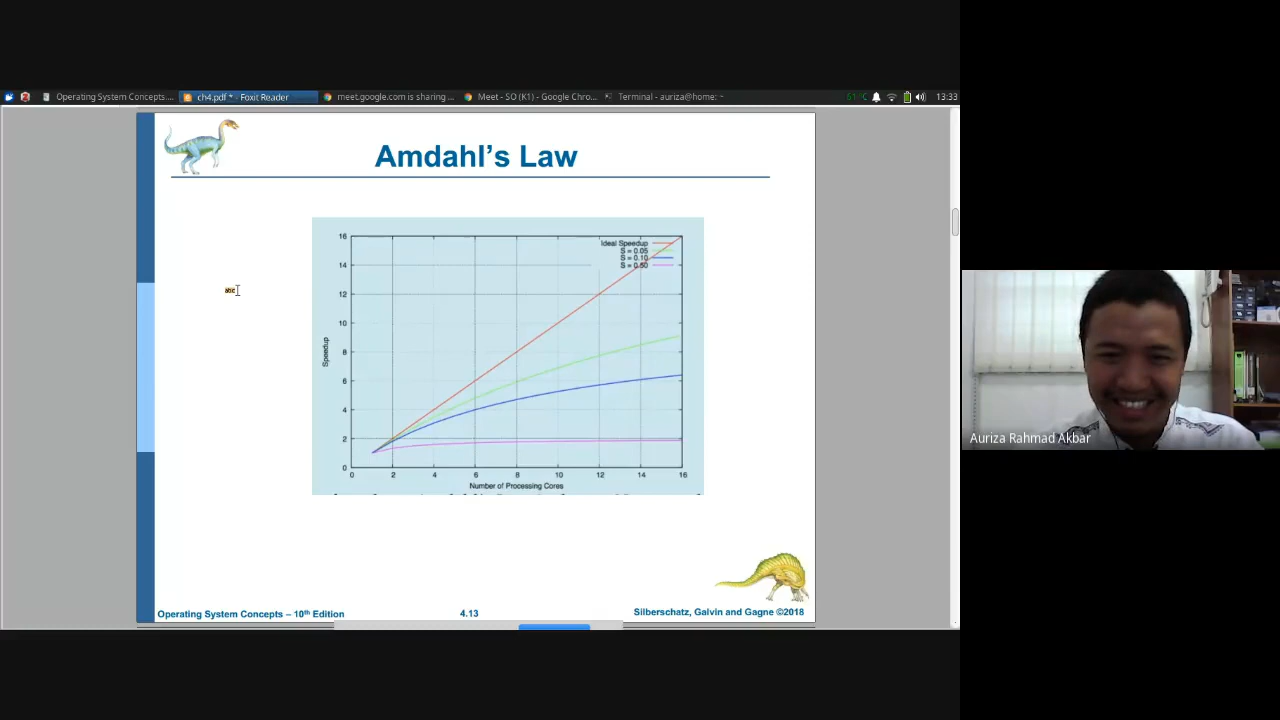 Operating System Concepts....
ch4.pdf * - Foxit Reader
meet.google.com is sharing ...
Meet - SO (K1) - Google Chro...
Terminal - auriza@home: ~
61°C
13:33
Amdahl's Law
abc
16
14
12
10
8
6
4
2
0
Speedup
Ideal Speedup
S = 0.05
S = 0.10
S = 0.50
0 2 4 6 8 10 12 14 16
Number of Processing Cores
Operating System Concepts – 10th Edition
4.13
Silberschatz, Galvin and Gagne ©2018
Auriza Rahmad Akbar